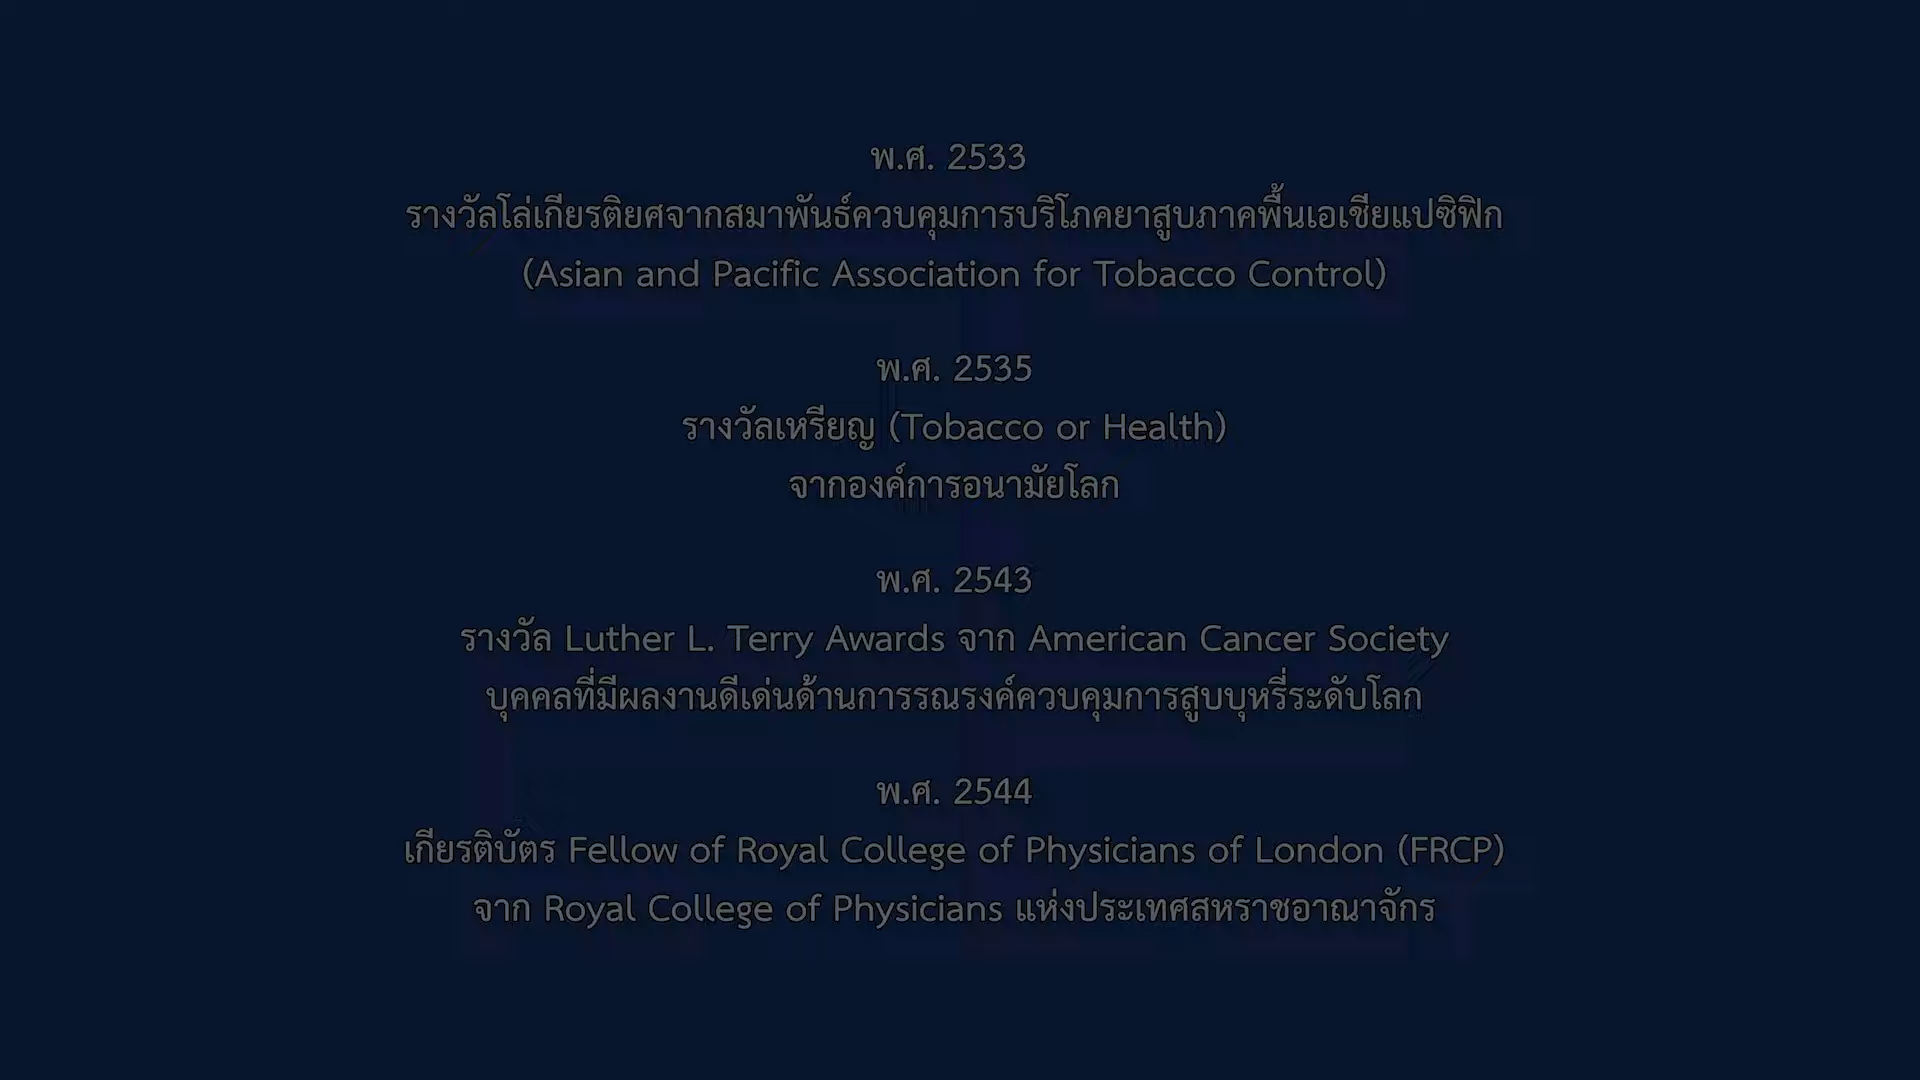 พ.ศ. 2533
รางวัลโล่เกียรติยศจากสมาพันธ์ควบคุมการบริโภคยาสูบภาคพื้นเอเชียแปซิฟิก
(Asian and Pacific Association for Tobacco Control)
พ.ศ. 2535
รางวัลเหรียญ (Tobacco or Health)
จากองค์การอนามัยโลก
พ.ศ. 2543
รางวัล Luther L. Terry Awards จาก American Cancer Society
บุคคลที่มีผลงานดีเด่นด้านการรณรงค์ควบคุมการสูบบุหรี่ระดับโลก
พ.ศ. 2544
เกียรติบัตร Fellow of Royal College of Physicians of London (FRCP)
จาก Royal College of Physicians แห่งประเทศสหราชอาณาจักร